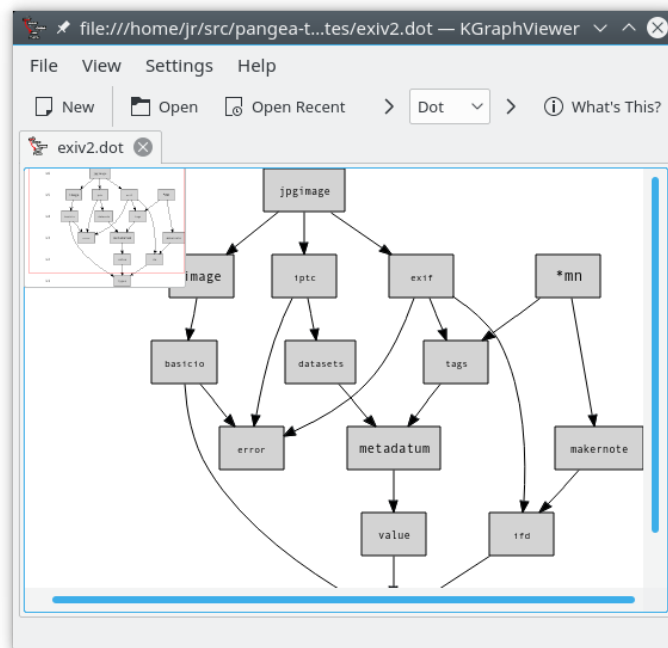 file:///home/jr/src/pangea-t...tes/exiv2.dot — KGraphViewer
File View Settings Help
New Open Open Recent Dot What's This?
exiv2.dot
jpgimage
image iptc exif *mn
basicio datasets tags
error metadatum makernote
value ifd